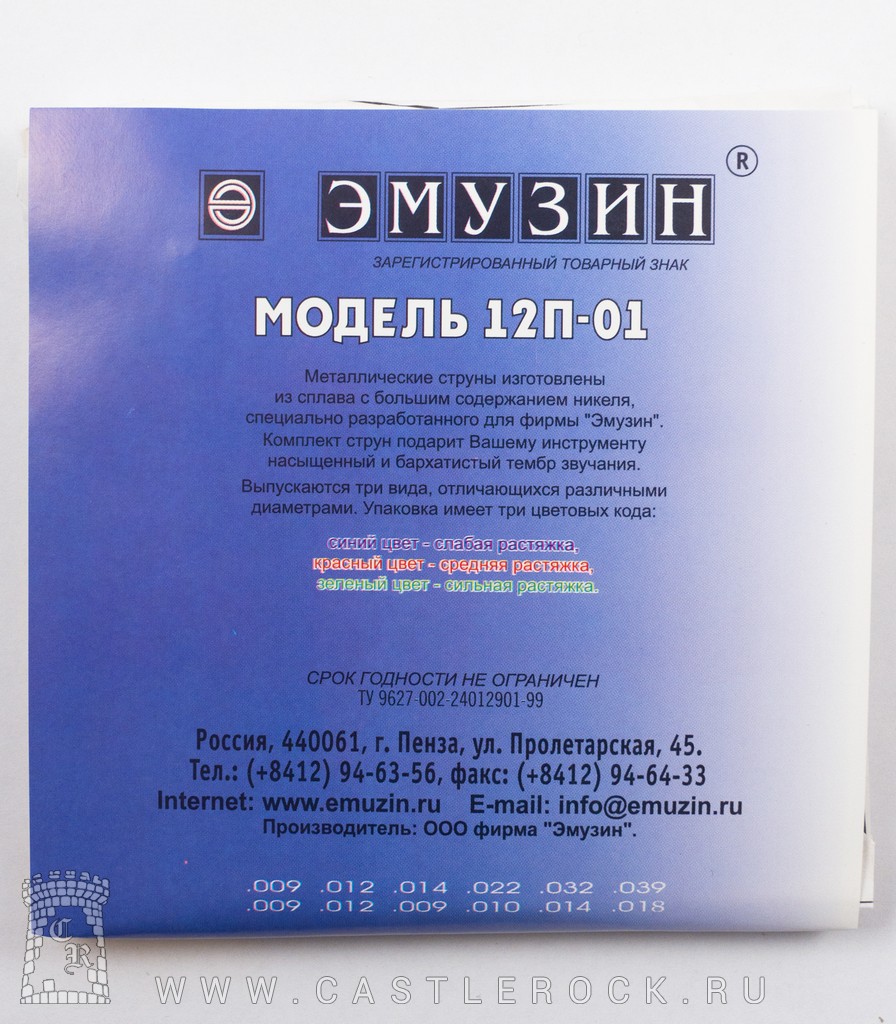 ЭМУЗИН ®
ЗАРЕГИСТРИРОВАННЫЙ ТОВАРНЫЙ ЗНАК
МОДЕЛЬ 12П-01
Металлические струны изготовлены
из сплава с большим содержанием никеля,
специально разработанного для фирмы "Эмузин".
Комплект струн подарит Вашему инструменту
насыщенный и бархатистый тембр звучания.
Выпускаются три вида, отличающихся различными
диаметрами. Упаковка имеет три цветовых кода:
синий цвет - слабая растяжка,
красный цвет - средняя растяжка,
зеленый цвет - сильная растяжка.
СРОК ГОДНОСТИ НЕ ОГРАНИЧЕН
ТУ 9627-002-24012901-99
Россия, 440061, г. Пенза, ул. Пролетарская, 45.
Тел.: (+8412) 94-63-56, факс: (+8412) 94-64-33
Internet: www.emuzin.ru E-mail: info@emuzin.ru
Производитель: ООО фирма "Эмузин".
.009 .012 .014 .022 .032 .039
.009 .012 .009 .010 .014 .018
CR
WWW.CASTLEROCK.RU